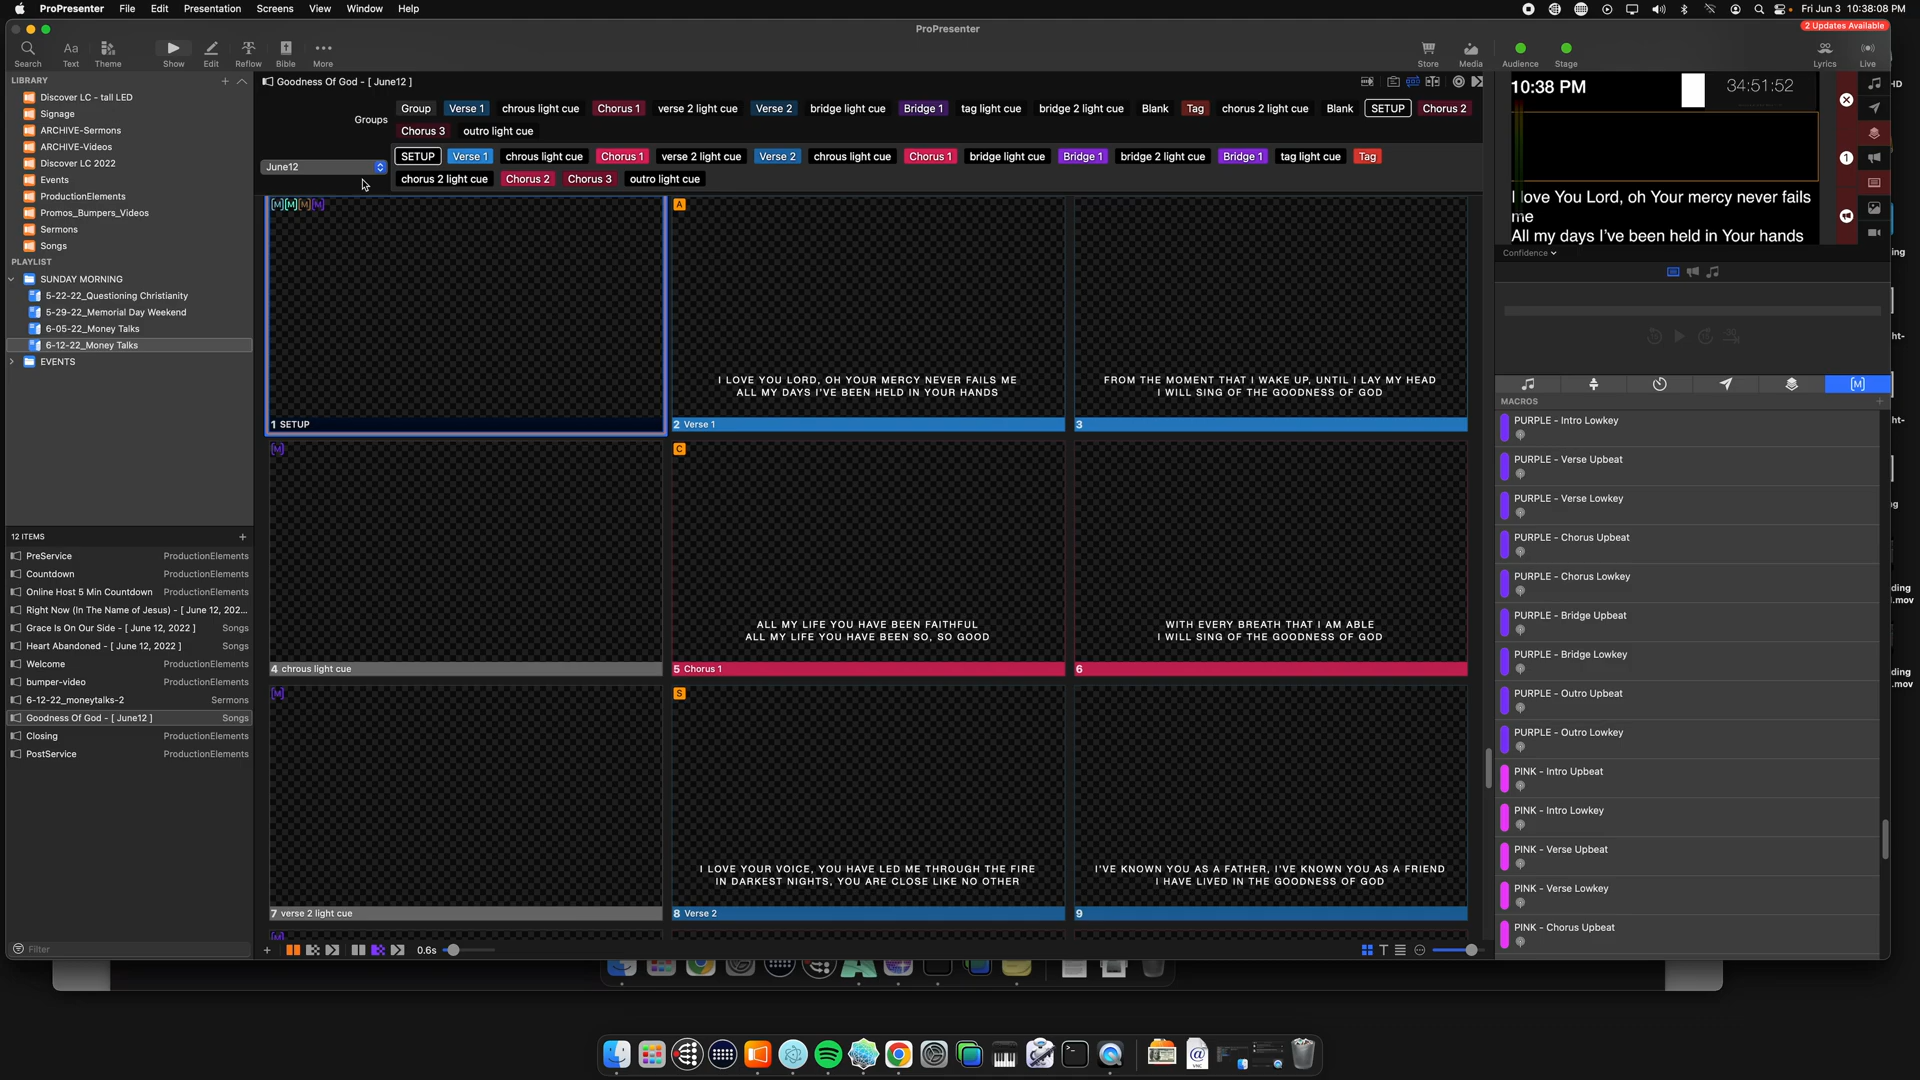 ProPresenter File Edit Presentation Screens View Window Help
Fri Jun 3 10:38:08 PM
ProPresenter
2 Updates Available
Search Text Theme Show Edit Reflow Bible More
Store Media Audience Stage Lyrics Live
LIBRARY
Discover LC - tall LED
Signage
ARCHIVE-Sermons
ARCHIVE-Videos
Discover LC 2022
Events
ProductionElements
Promos_Bumpers_Videos
Sermons
Songs
PLAYLIST
SUNDAY MORNING
5-22-22_Questioning Christianity
5-29-22_Memorial Day Weekend
6-05-22_Money Talks
6-12-22_Money Talks
EVENTS
12 ITEMS
PreService ProductionElements
Countdown ProductionElements
Online Host 5 Min Countdown ProductionElements
Right Now (In The Name of Jesus) - [ June 12, 202...
Grace Is On Our Side - [ June 12, 2022 ] Songs
Heart Abandoned - [ June 12, 2022 ] Songs
Welcome ProductionElements
bumper-video ProductionElements
6-12-22_moneytalks-2 Sermons
Goodness Of God - [ June12 ] Songs
Closing ProductionElements
PostService ProductionElements
Filter
Goodness Of God - [ June12 ]
Groups
Group Verse 1 chrous light cue Chorus 1 verse 2 light cue Verse 2 bridge light cue Bridge 1 tag light cue bridge 2 light cue Blank Tag chorus 2 light cue Blank SETUP Chorus 2
Chorus 3 outro light cue
June12
SETUP Verse 1 chrous light cue Chorus 1 verse 2 light cue Verse 2 chrous light cue Chorus 1 bridge light cue Bridge 1 bridge 2 light cue Bridge 1 tag light cue Tag
chorus 2 light cue Chorus 2 Chorus 3 outro light cue
[M][M][M][M]
1 SETUP
A
I LOVE YOU LORD, OH YOUR MERCY NEVER FAILS ME
ALL MY DAYS I'VE BEEN HELD IN YOUR HANDS
2 Verse 1
FROM THE MOMENT THAT I WAKE UP, UNTIL I LAY MY HEAD
I WILL SING OF THE GOODNESS OF GOD
3
[M]
4 chrous light cue
C
ALL MY LIFE YOU HAVE BEEN FAITHFUL
ALL MY LIFE YOU HAVE BEEN SO, SO GOOD
5 Chorus 1
WITH EVERY BREATH THAT I AM ABLE
I WILL SING OF THE GOODNESS OF GOD
6
[M]
7 verse 2 light cue
S
I LOVE YOUR VOICE, YOU HAVE LED ME THROUGH THE FIRE
IN DARKEST NIGHTS, YOU ARE CLOSE LIKE NO OTHER
8 Verse 2
I'VE KNOWN YOU AS A FATHER, I'VE KNOWN YOU AS A FRIEND
I HAVE LIVED IN THE GOODNESS OF GOD
9
0.6s
10:38 PM 34:51:52
I love You Lord, oh Your mercy never fails
me
All my days I've been held in Your hands
1
Confidence
MACROS
PURPLE - Intro Lowkey
PURPLE - Verse Upbeat
PURPLE - Verse Lowkey
PURPLE - Chorus Upbeat
PURPLE - Chorus Lowkey
PURPLE - Bridge Upbeat
PURPLE - Bridge Lowkey
PURPLE - Outro Upbeat
PURPLE - Outro Lowkey
PINK - Intro Upbeat
PINK - Intro Lowkey
PINK - Verse Upbeat
PINK - Verse Lowkey
PINK - Chorus Upbeat
HD
ing
ht-
ht-
ng
ding
.mov
ding
.mov